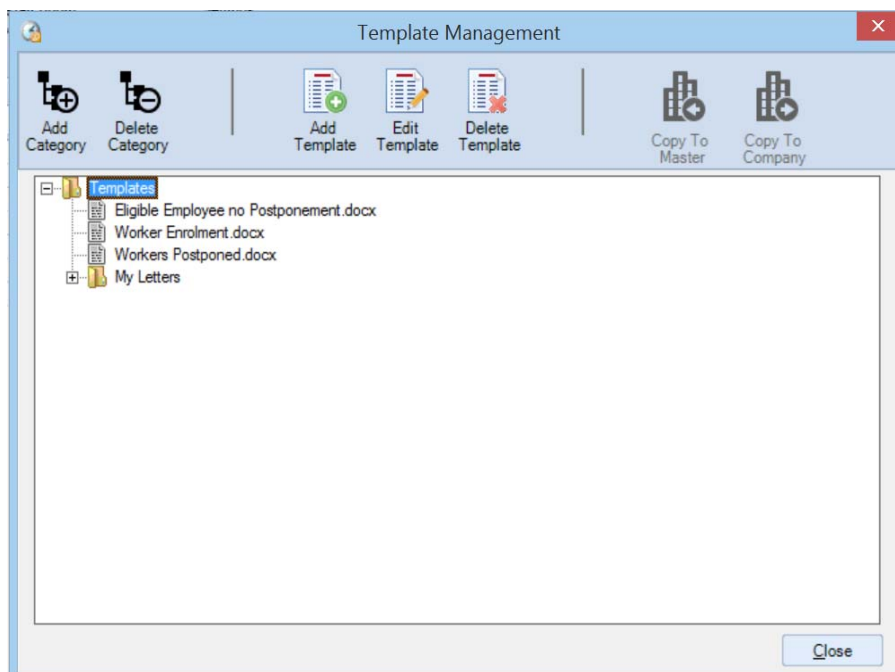 Template Management
Add
Category
Delete
Category
Add
Template
Edit
Template
Delete
Template
Copy To
Master
Copy To
Company
Templates
Eligible Employee no Postponement.docx
Worker Enrolment.docx
Workers Postponed.docx
My Letters
Close